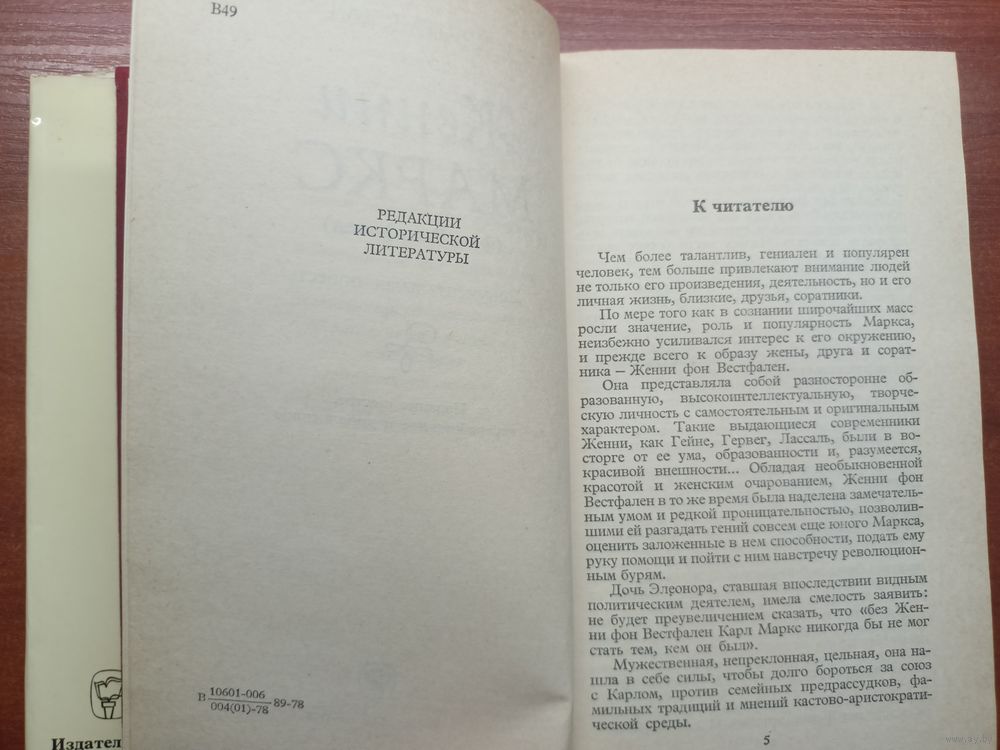 В49
РЕДАКЦИИ
ИСТОРИЧЕСКОЙ
ЛИТЕРАТУРЫ
В 10601-006 89-78
004(01)-78
Издател
К читателю
Чем более талантлив, гениален и популярен
человек, тем больше привлекают внимание людей
не только его произведения, деятельность, но и его
личная жизнь, близкие, друзья, соратники.
По мере того как в сознании широчайших масс
росли значение, роль и популярность Маркса,
неизбежно усиливался интерес к его окружению,
и прежде всего к образу жены, друга и сорат-
ника — Женни фон Вестфален.
Она представляла собой разносторонне об-
разованную, высокоинтеллектуальную, творче-
скую личность с самостоятельным и оригинальным
характером. Такие выдающиеся современники
Женни, как Гейне, Гервег, Лассаль, были в во-
сторге от ее ума, образованности и, разумеется,
красивой внешности... Обладая необыкновенной
красотой и женским очарованием, Женни фон
Вестфален в то же время была наделена замечатель-
ным умом и редкой проницательностью, позволив-
шими ей разгадать гений совсем еще юного Маркса,
оценить заложенные в нем способности, подать ему
руку помощи и пойти с ним навстречу революцион-
ным бурям.
Дочь Элеонора, ставшая впоследствии видным
политическим деятелем, имела смелость заявить:
не будет преувеличением сказать, что «без Жен-
ни фон Вестфален Карл Маркс никогда бы не мог
стать тем, кем он был».
Мужественная, непреклонная, цельная, она на-
шла в себе силы, чтобы долго бороться за союз
с Карлом, против семейных предрассудков, фа-
мильных традиций и мнений кастово-аристократи-
ческой среды.
5
www.ay.by